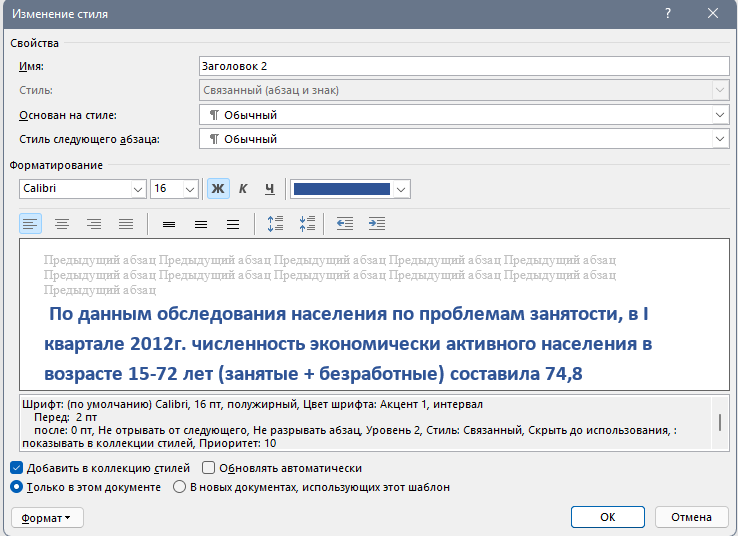 Изменение стиля
?
Свойства
Имя:
Заголовок 2
Стиль:
Связанный (абзац и знак)
Основан на стиле:
¶ Обычный
Стиль следующего абзаца:
¶ Обычный
Форматирование
Calibri 16 Ж К Ч
Предыдущий абзац Предыдущий абзац Предыдущий абзац Предыдущий абзац Предыдущий абзац
Предыдущий абзац Предыдущий абзац Предыдущий абзац Предыдущий абзац Предыдущий абзац
Предыдущий абзац
По данным обследования населения по проблемам занятости, в I
квартале 2012г. численность экономически активного населения в
возрасте 15-72 лет (занятые + безработные) составила 74,8
Шрифт: (по умолчанию) Calibri, 16 пт, полужирный, Цвет шрифта: Акцент 1, интервал
Перед: 2 пт
после: 0 пт, Не отрывать от следующего, Не разрывать абзац, Уровень 2, Стиль: Связанный, Скрыть до использования, :
показывать в коллекции стилей, Приоритет: 10
Добавить в коллекцию стилей
Обновлять автоматически
Только в этом документе
В новых документах, использующих этот шаблон
Формат
ОК
Отмена